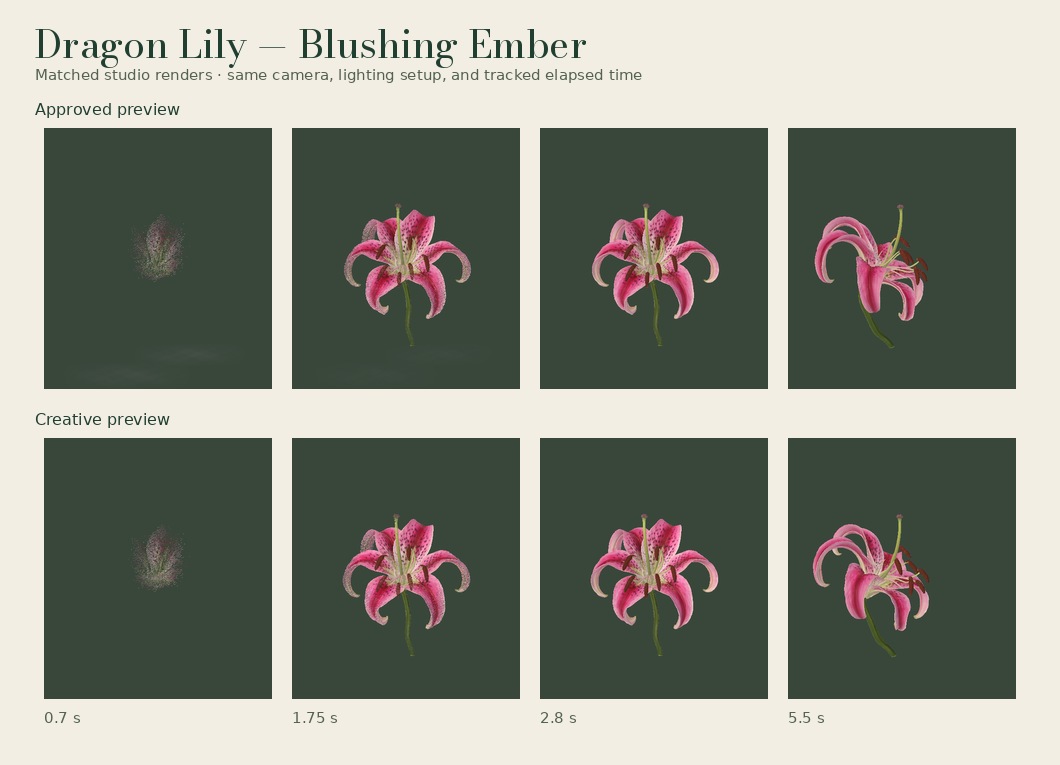 Dragon Lily — Blushing Ember
Matched studio renders · same camera, lighting setup, and tracked elapsed time
Approved preview
Creative preview
0.7 s
1.75 s
2.8 s
5.5 s